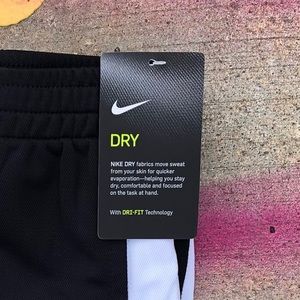 DRY
NIKE DRY fabrics move sweat
from your skin for quicker
evaporation—helping you stay
dry, comfortable and focused
on the task at hand.
With DRI-FIT Technology